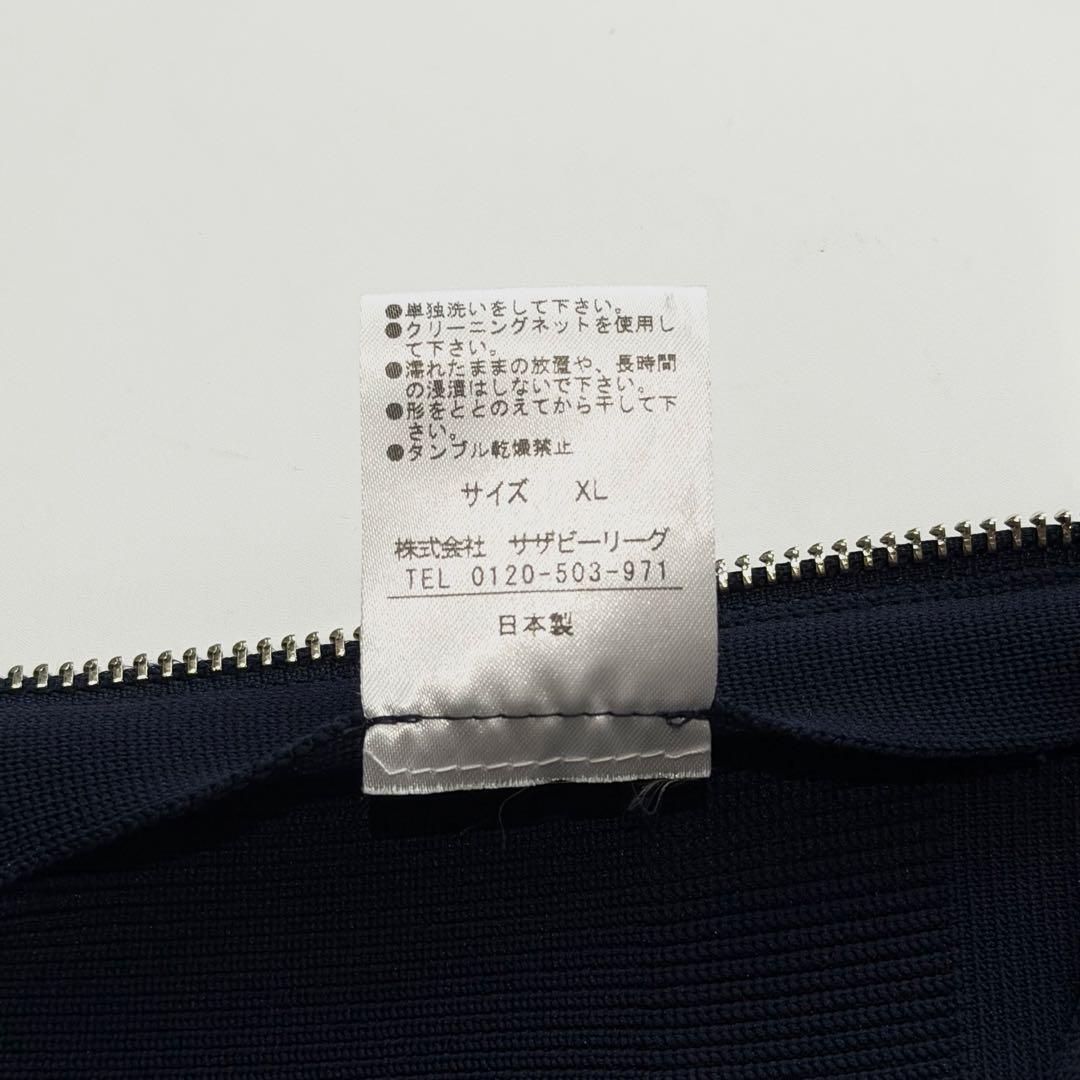 ●単独洗いをして下さい。
●クリーニングネットを使用し
て下さい。
●濡れたままの放置や、長時間
の浸漬はしないで下さい。
●形をととのえてから干して下
さい。
●タンブル乾燥禁止
サイズ XL
株式会社 サザビーリーグ
TEL 0120-503-971
日本製